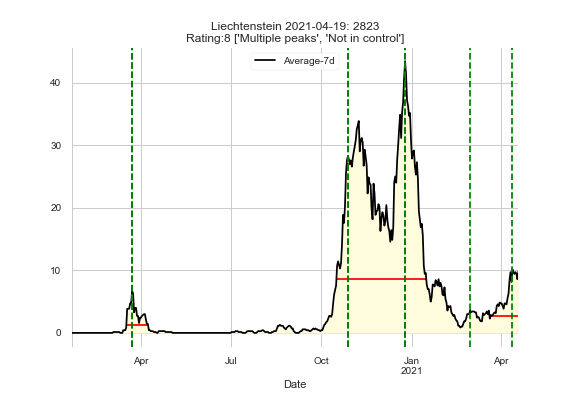 Liechtenstein 2021-04-19: 2823
Rating:8 ['Multiple peaks', 'Not in control']
Average-7d
40
30
20
10
0
Apr
Jul
Oct
Jan
2021
Apr
Date